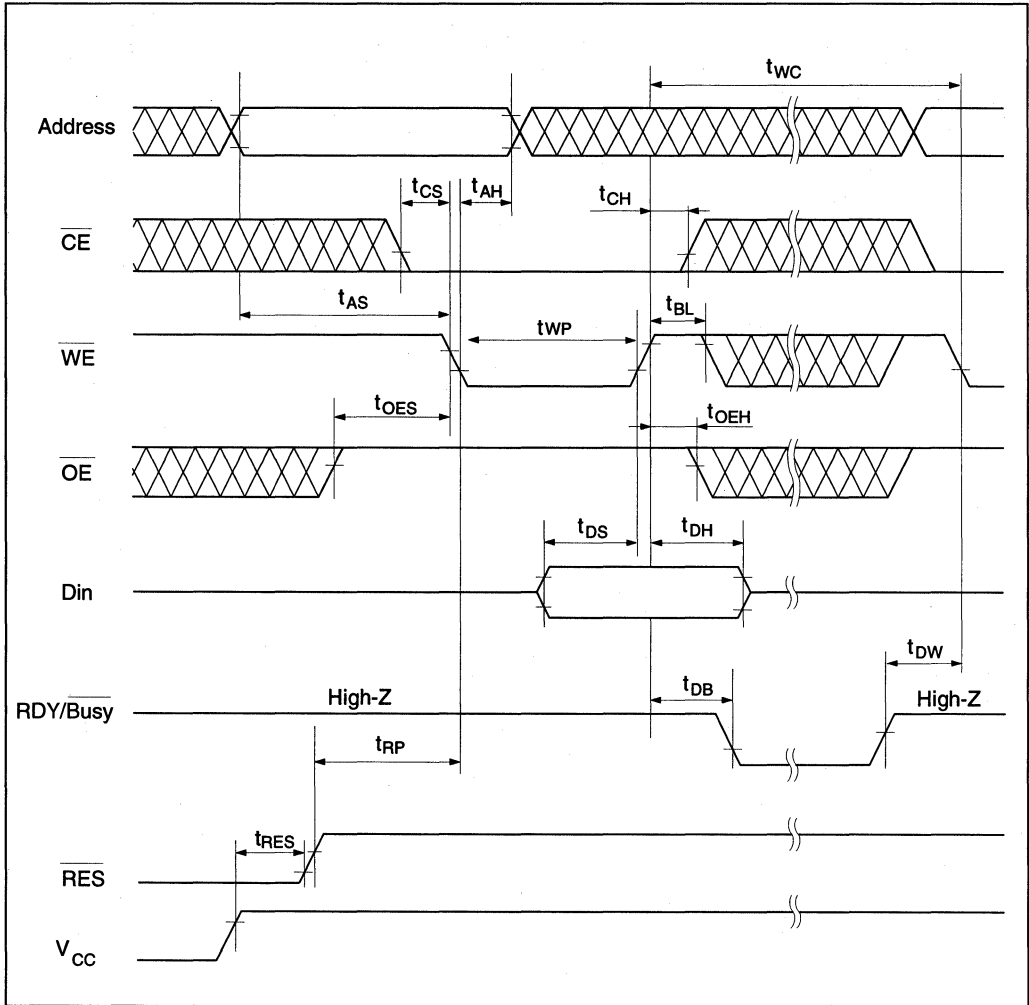 tWC
Address
tCS tAH
tCH
CE
tAS
tBL
tWP
WE
tOES
tOEH
OE
tDS tDH
Din
tDW
tDB
High-Z High-Z
RDY/Busy
tRP
tRES
RES
VCC